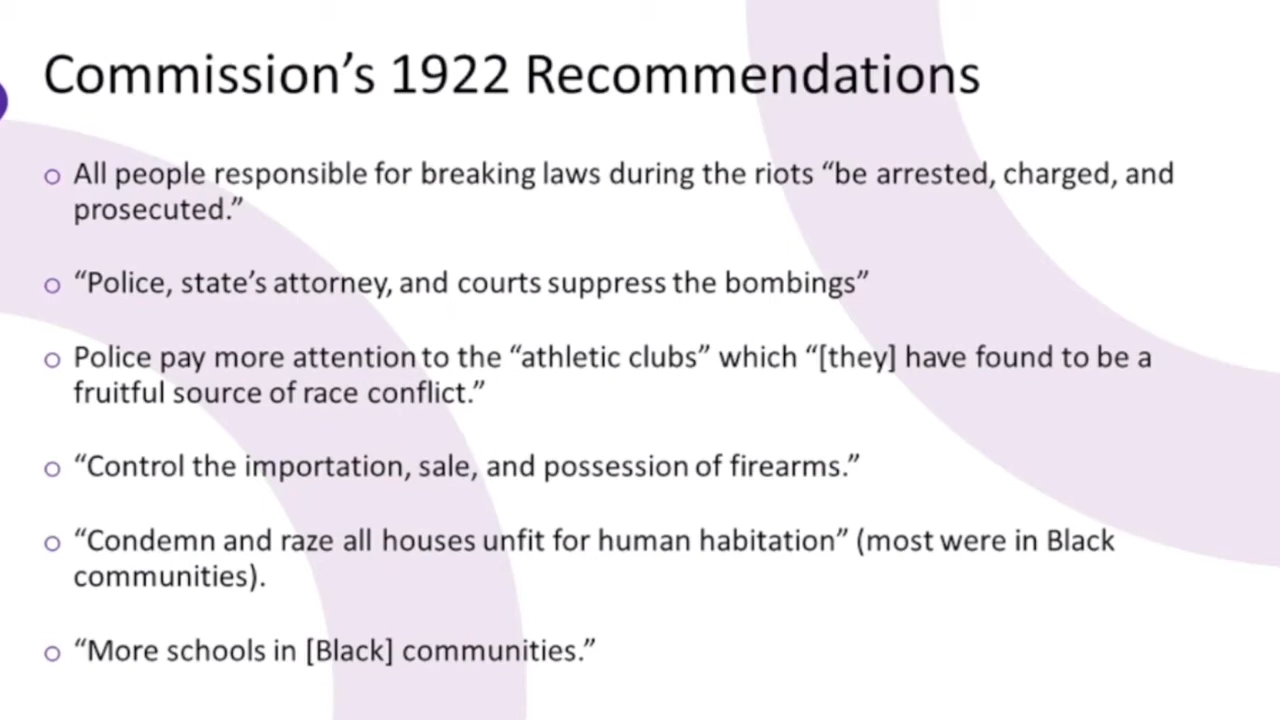 Commission’s 1922 Recommendations
○ All people responsible for breaking laws during the riots “be arrested, charged, and
prosecuted.”
○ “Police, state’s attorney, and courts suppress the bombings”
○ Police pay more attention to the “athletic clubs” which “[they] have found to be a
fruitful source of race conflict.”
○ “Control the importation, sale, and possession of firearms.”
○ “Condemn and raze all houses unfit for human habitation” (most were in Black
communities).
○ “More schools in [Black] communities.”